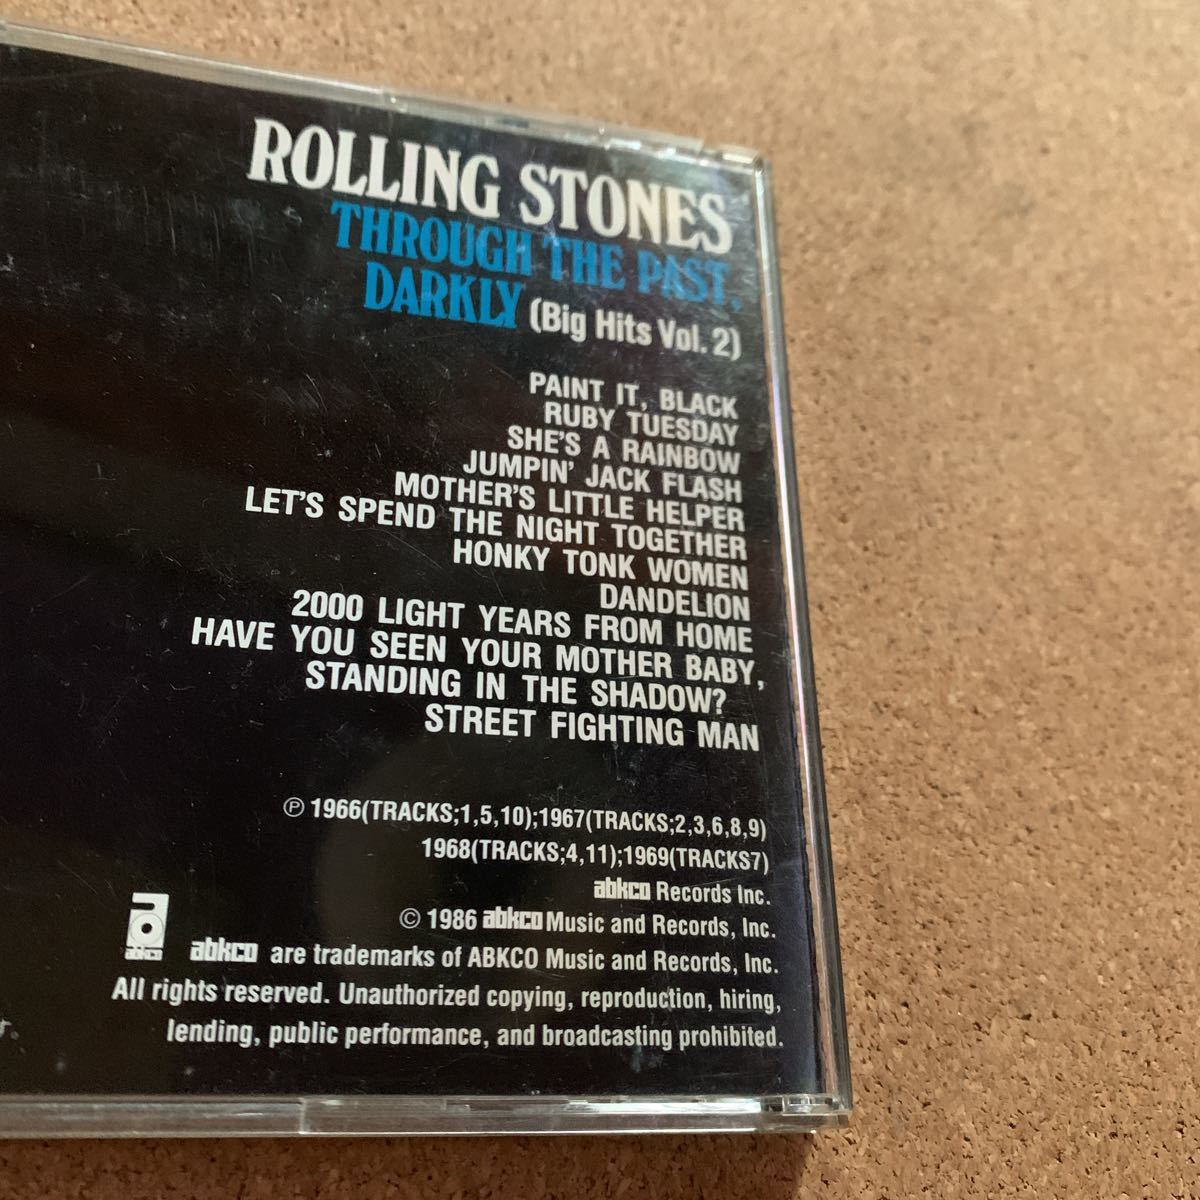 ROLLING STONES
THROUGH THE PAST,
DARKLY (Big Hits Vol. 2)
PAINT IT, BLACK
RUBY TUESDAY
SHE'S A RAINBOW
JUMPIN' JACK FLASH
MOTHER'S LITTLE HELPER
LET'S SPEND THE NIGHT TOGETHER
HONKY TONK WOMEN
DANDELION
2000 LIGHT YEARS FROM HOME
HAVE YOU SEEN YOUR MOTHER BABY,
STANDING IN THE SHADOW?
STREET FIGHTING MAN
℗ 1966(TRACKS;1,5,10);1967(TRACKS;2,3,6,8,9)
1968(TRACKS;4,11);1969(TRACKS7)
abkco Records Inc.
© 1986 abkco Music and Records, Inc.
abkco abkco are trademarks of ABKCO Music and Records, Inc.
All rights reserved. Unauthorized copying, reproduction, hiring,
lending, public performance, and broadcasting prohibited.